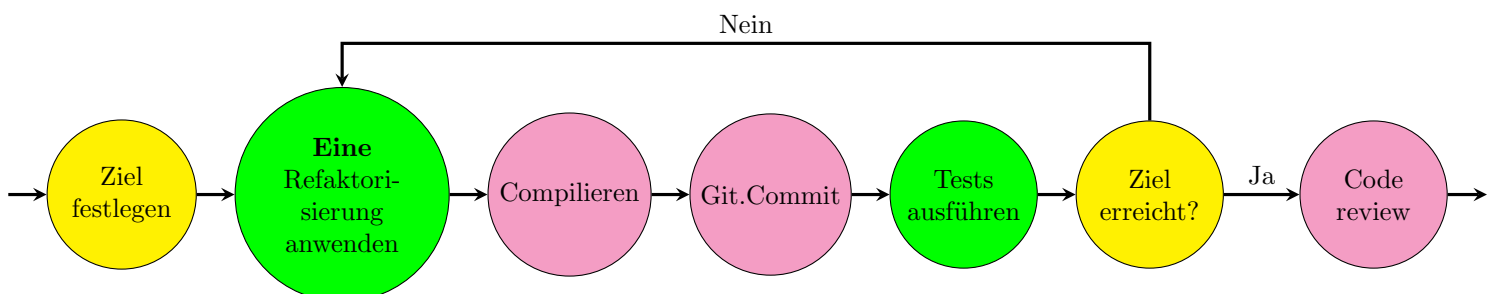 Nein
Ziel
festlegen
Eine
Refaktori-
sierung
anwenden
Compilieren
Git.Commit
Tests
ausführen
Ziel
erreicht?
Ja
Code
review